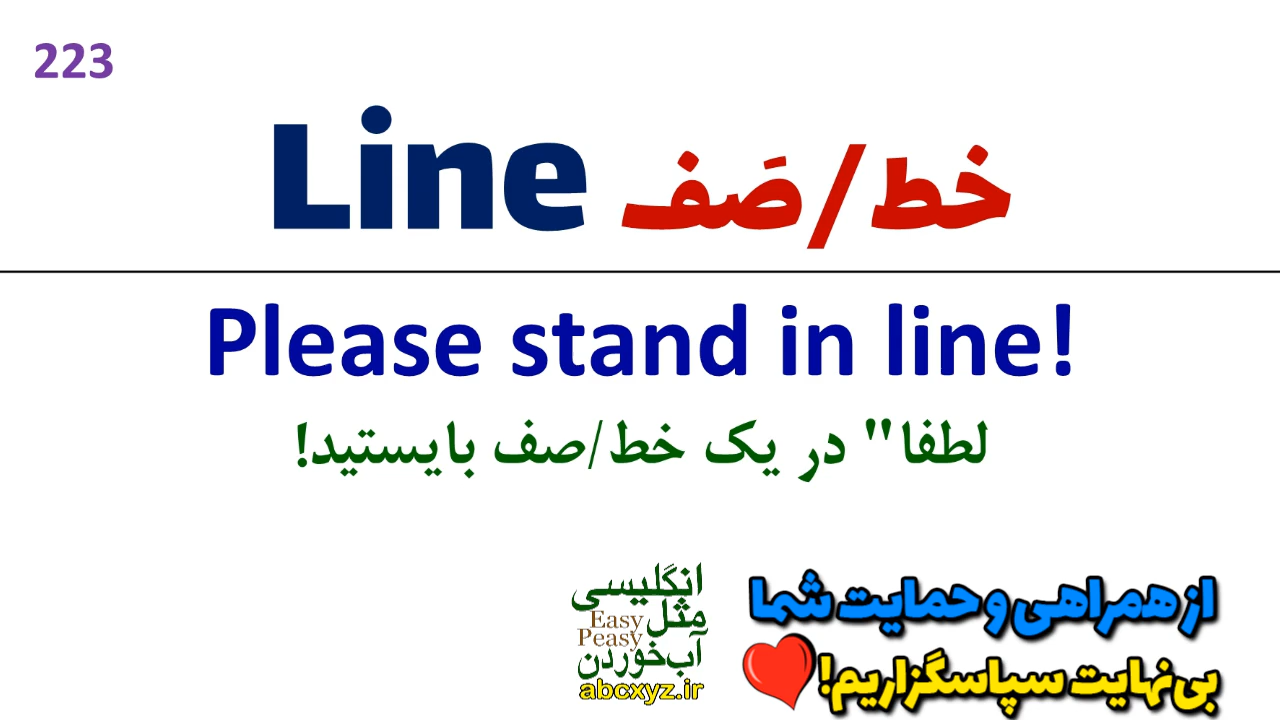 223
Line خط/صَف
Please stand in line!
لطفا" در یک خط/صف بایستید!
انگلیسی
مثل
Easy
Peasy
آب‌خوردن
abcxyz.ir
از همراهی و حمایت شما
بی‌نهایت سپاسگزاریم!